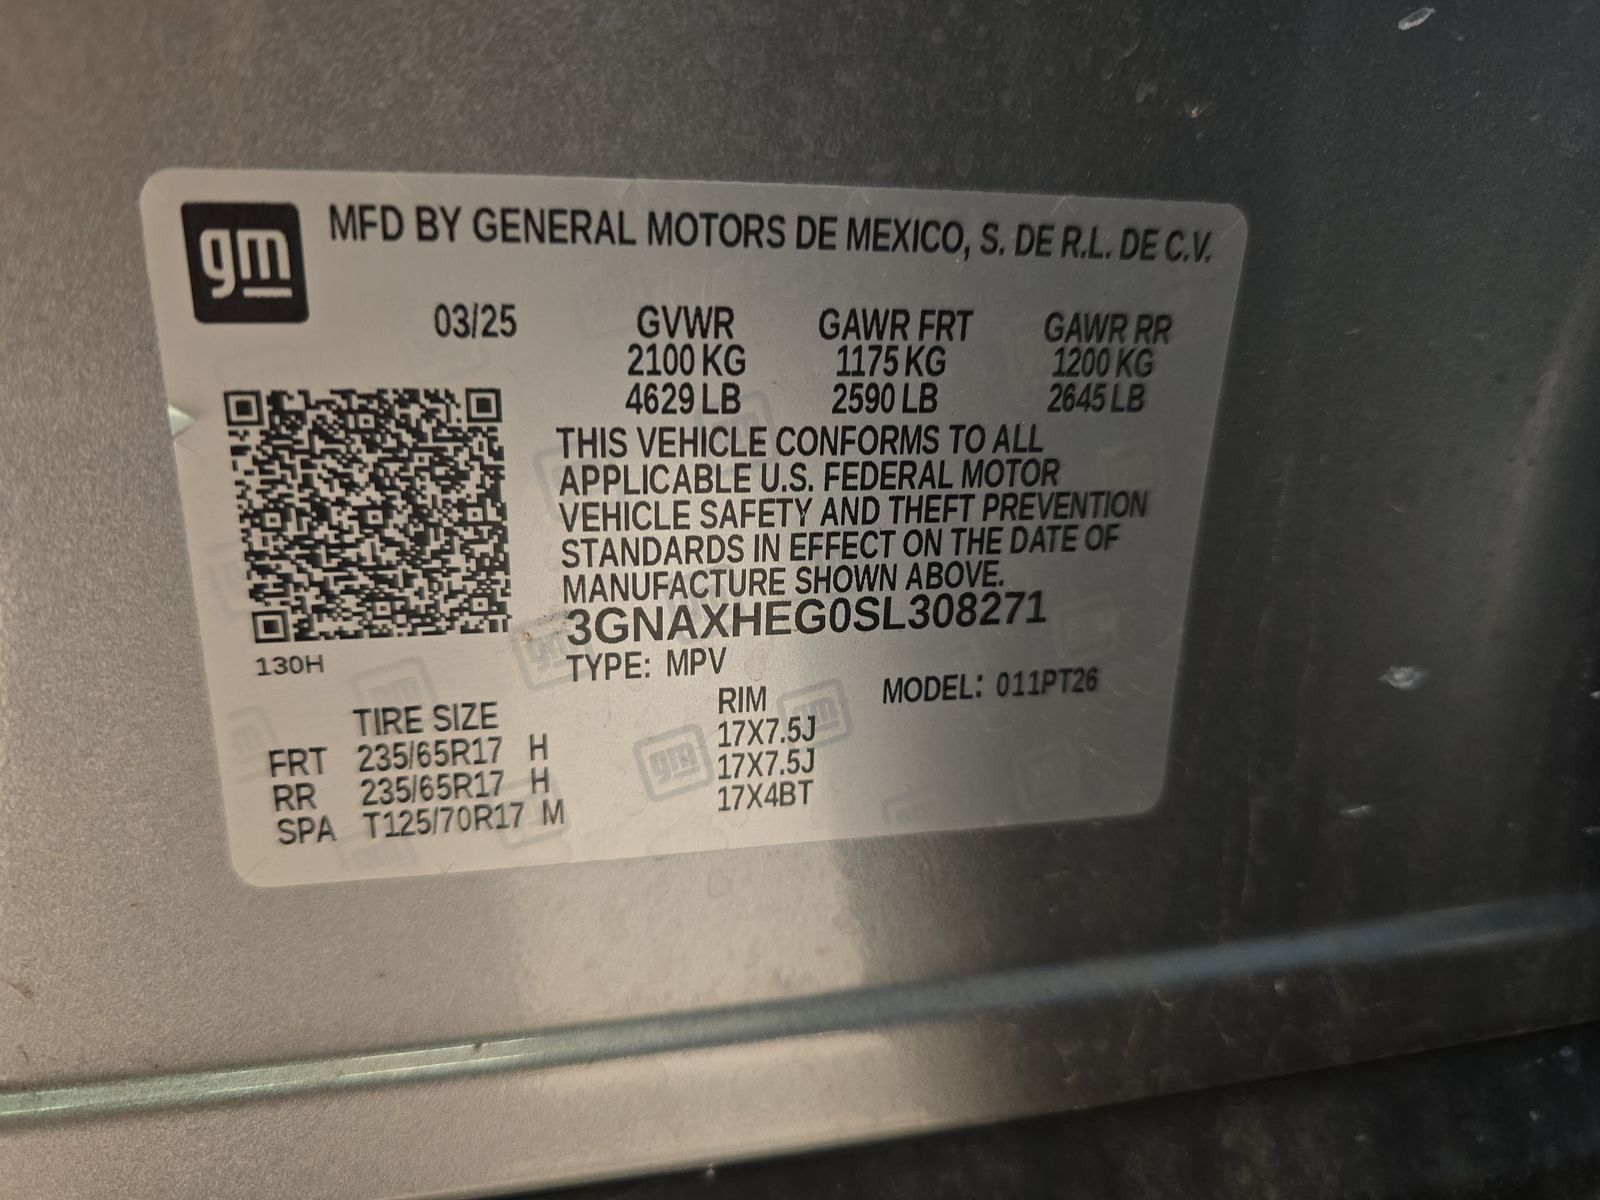 gm
MFD BY GENERAL MOTORS DE MEXICO, S. DE R.L. DE C.V.
03/25 GVWR GAWR FRT GAWR RR
2100 KG 1175 KG 1200 KG
4629 LB 2590 LB 2645 LB
THIS VEHICLE CONFORMS TO ALL
APPLICABLE U.S. FEDERAL MOTOR
VEHICLE SAFETY AND THEFT PREVENTION
STANDARDS IN EFFECT ON THE DATE OF
MANUFACTURE SHOWN ABOVE.
3GNAXHEG0SL308271
130H
TYPE: MPV
MODEL: 011PT26
TIRE SIZE RIM
FRT 235/65R17 H 17X7.5J
RR 235/65R17 H 17X7.5J
SPA T125/70R17 M 17X4BT